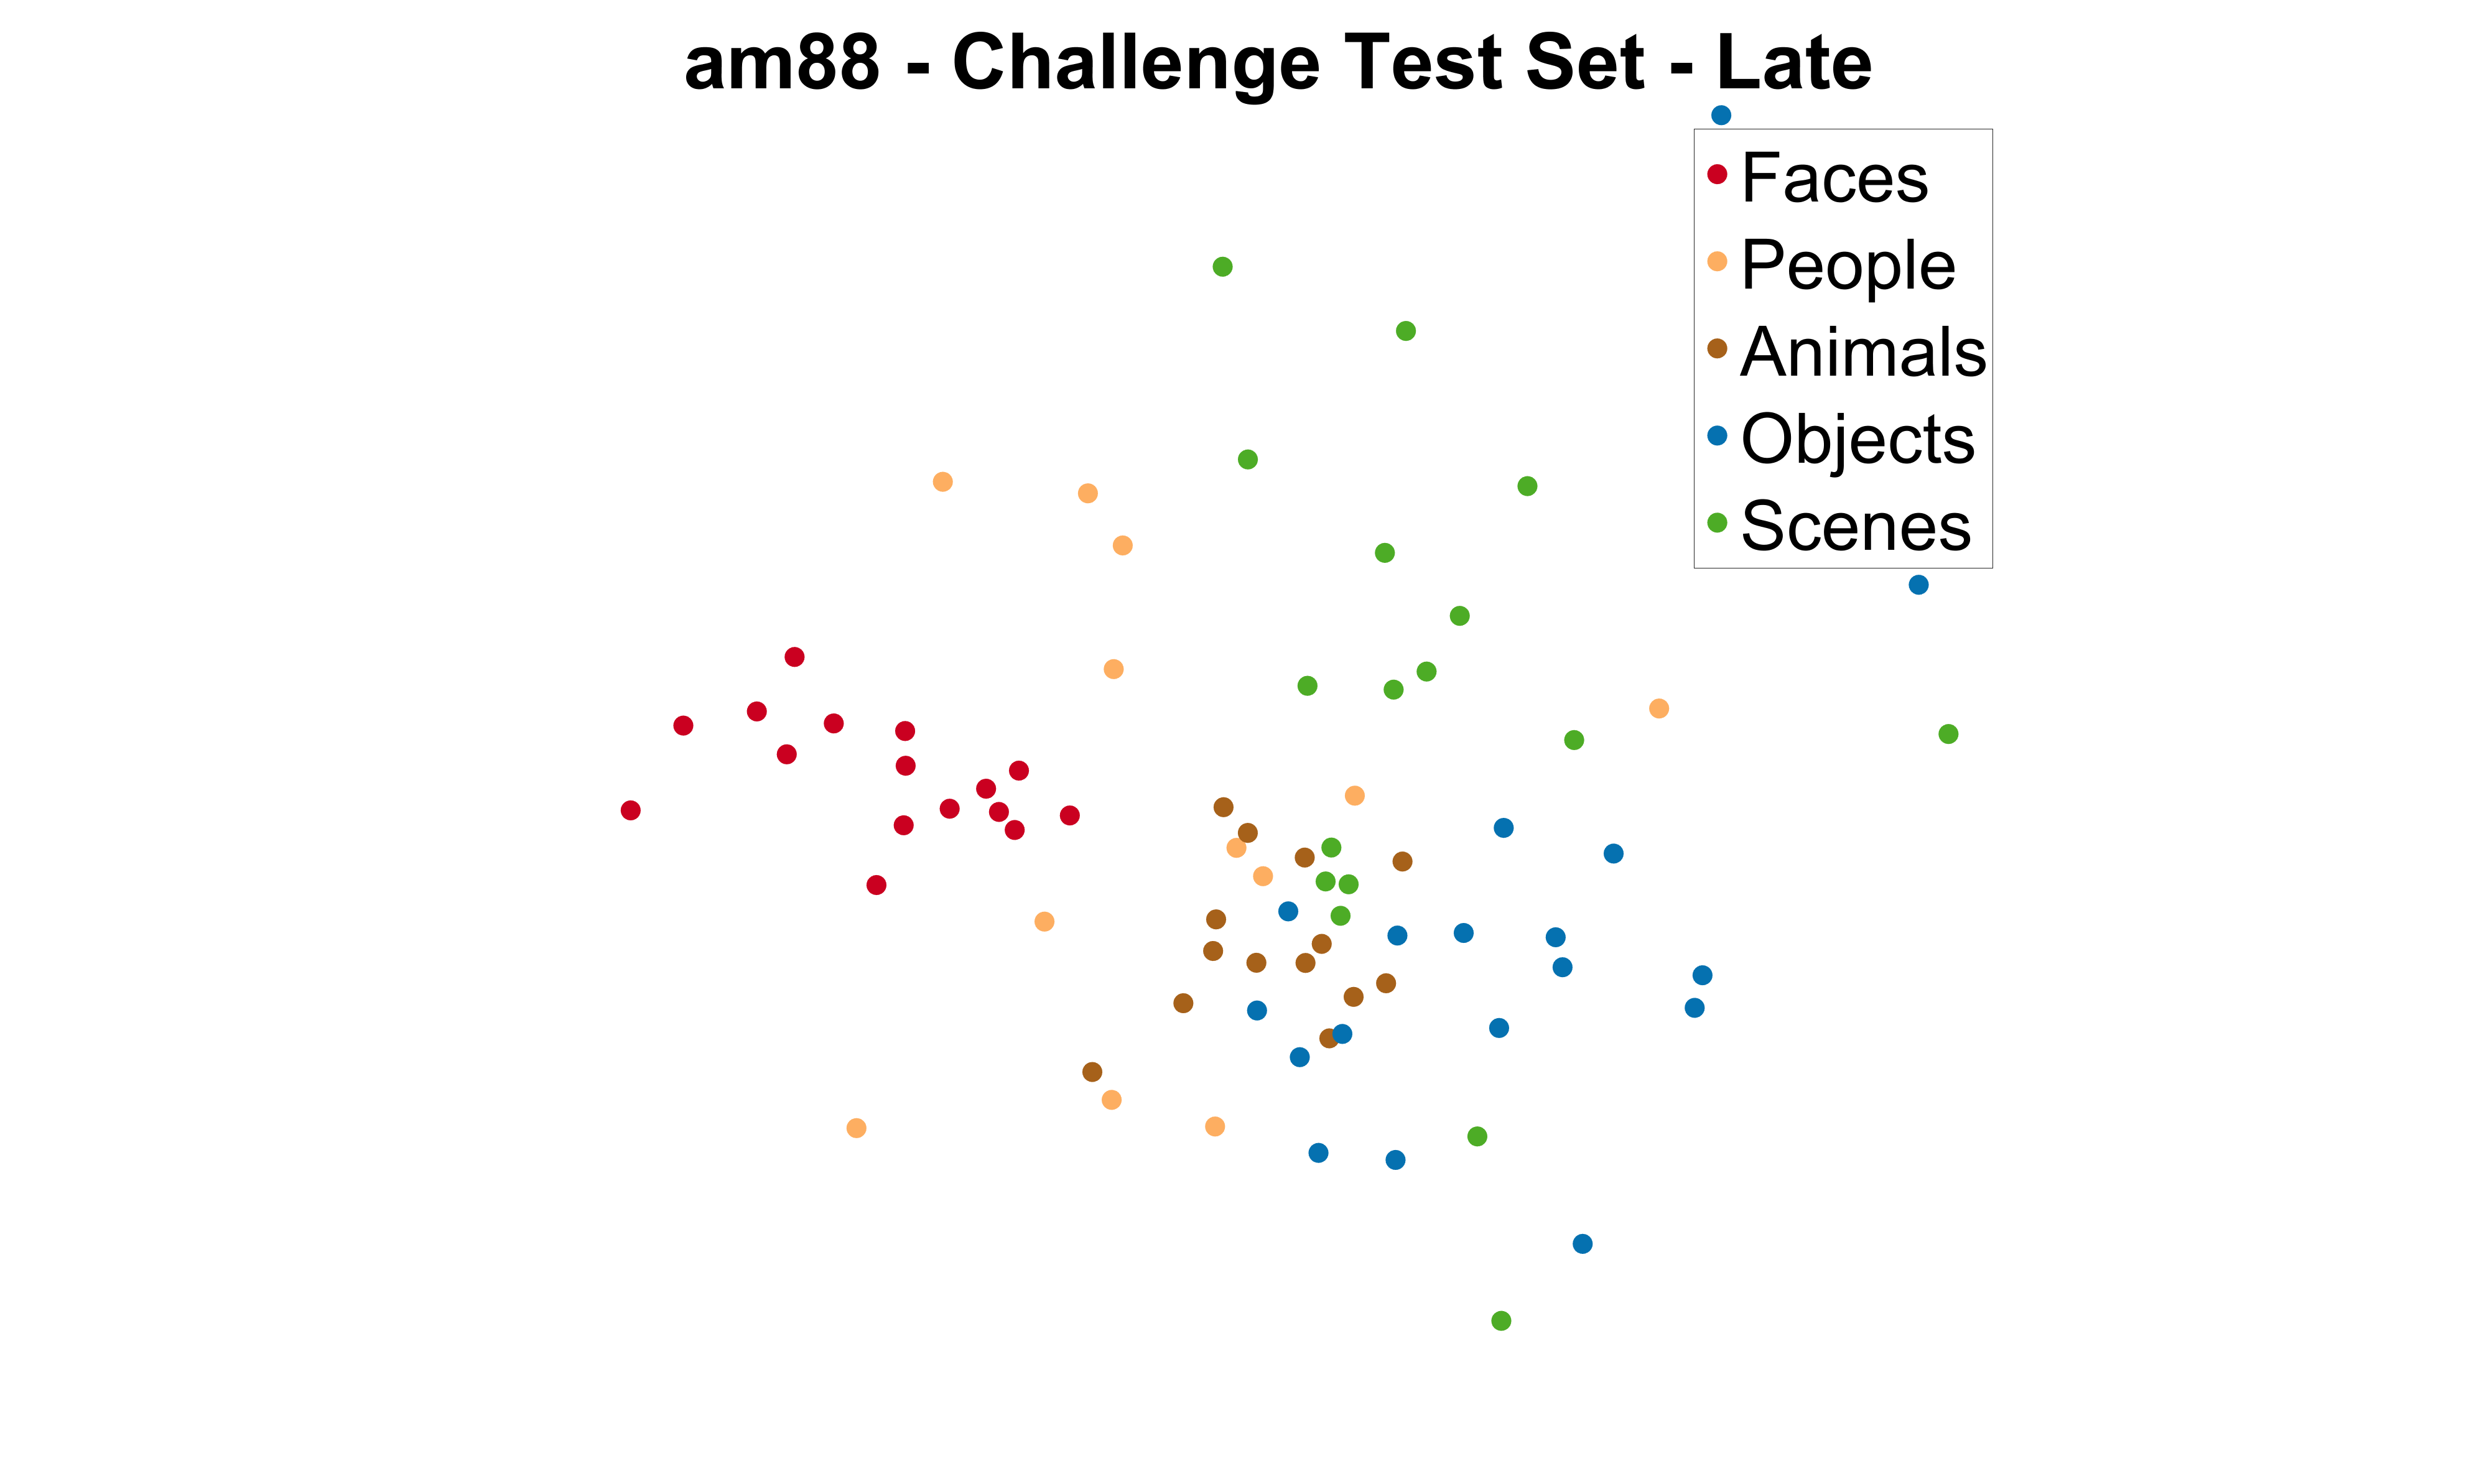 am88 - Challenge Test Set - Late
Faces
People
Animals
Objects
Scenes